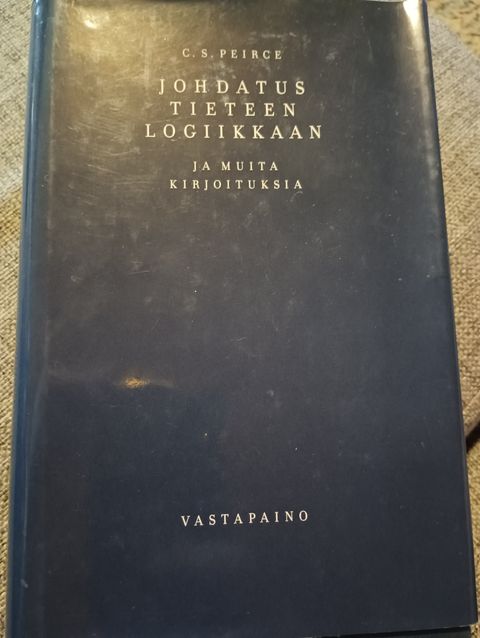 C. S. PEIRCE
JOHDATUS
TIETEEN
LOGIIKKAAN
JA MUITA
KIRJOITUKSIA
VASTAPAINO